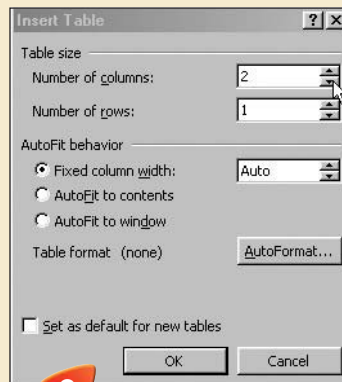 Insert Table
Table size
Number of columns: 2
Number of rows: 1
AutoFit behavior
Fixed column width: Auto
AutoFit to contents
AutoFit to window
Table format (none) AutoFormat...
Set as default for new tables
OK Cancel